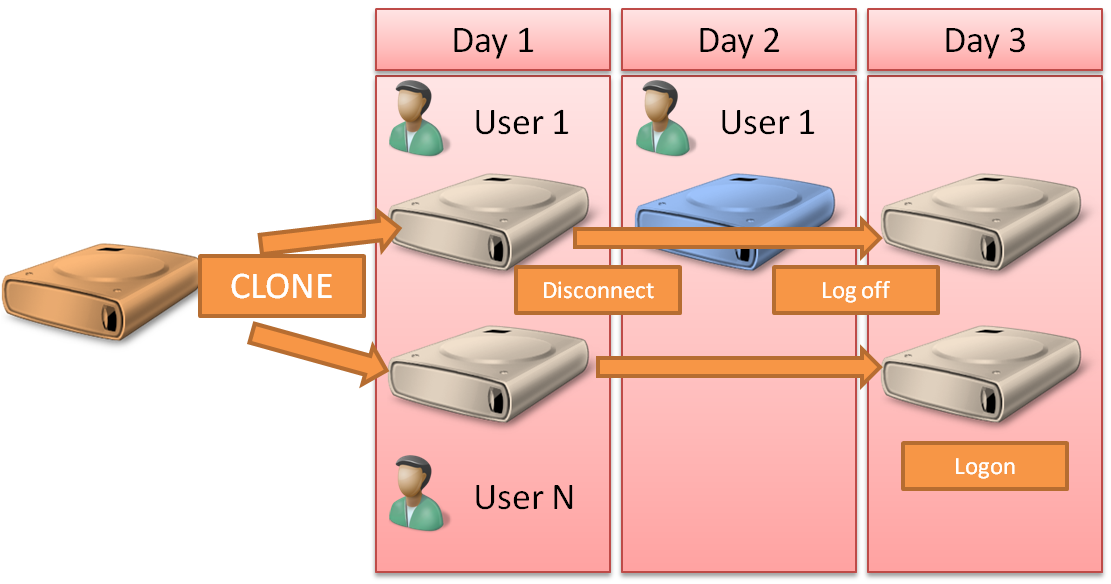 Day 1
Day 2
Day 3
User 1
User 1
CLONE
Disconnect
Log off
Logon
User N